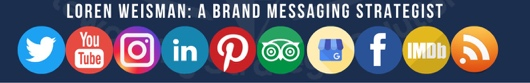 LOREN WEISMAN: A BRAND MESSAGING STRATEGIST
You
Tube
in
f
IMDb